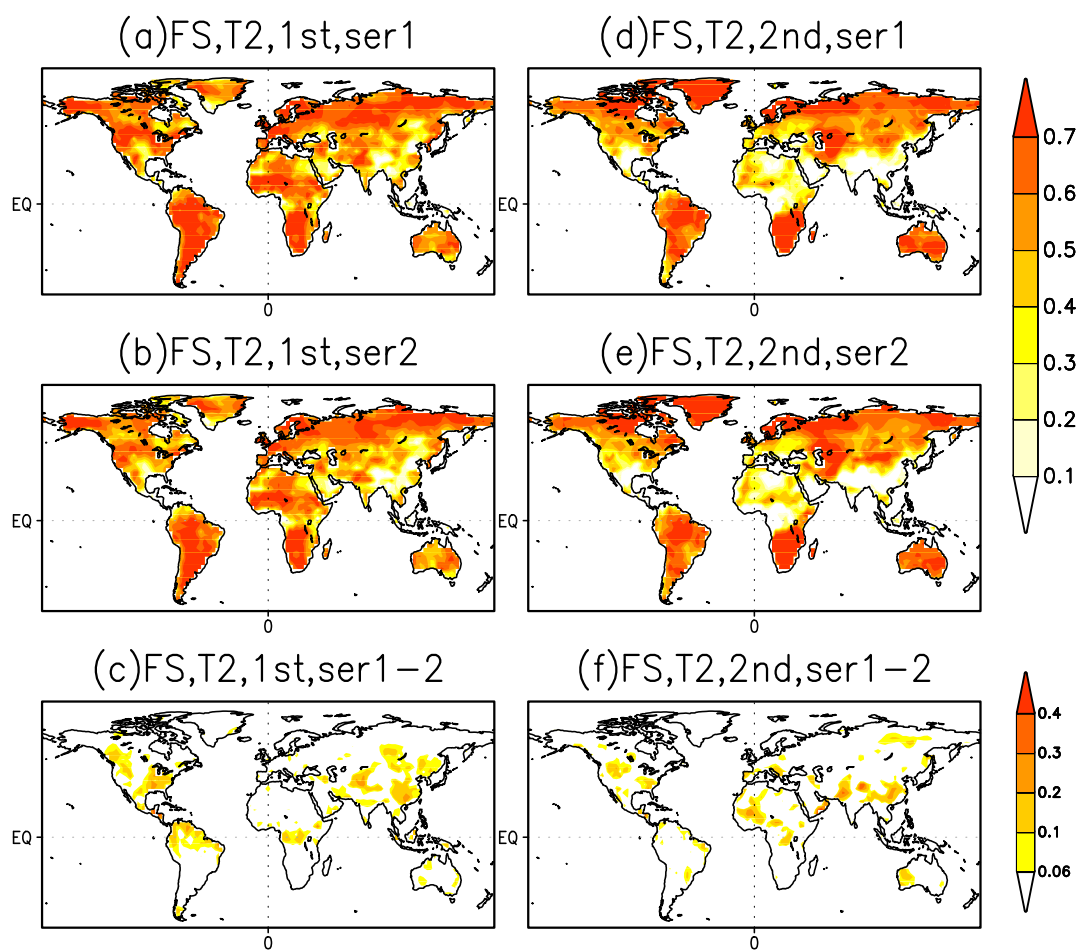 (a)FS,T2,1st,ser1
(d)FS,T2,2nd,ser1
EQ
0
EQ
0
0.7
0.6
0.5
0.4
0.3
0.2
0.1
(b)FS,T2,1st,ser2
(e)FS,T2,2nd,ser2
EQ
0
EQ
0
(c)FS,T2,1st,ser1−2
(f)FS,T2,2nd,ser1−2
EQ
0
EQ
0
0.4
0.3
0.2
0.1
0.06